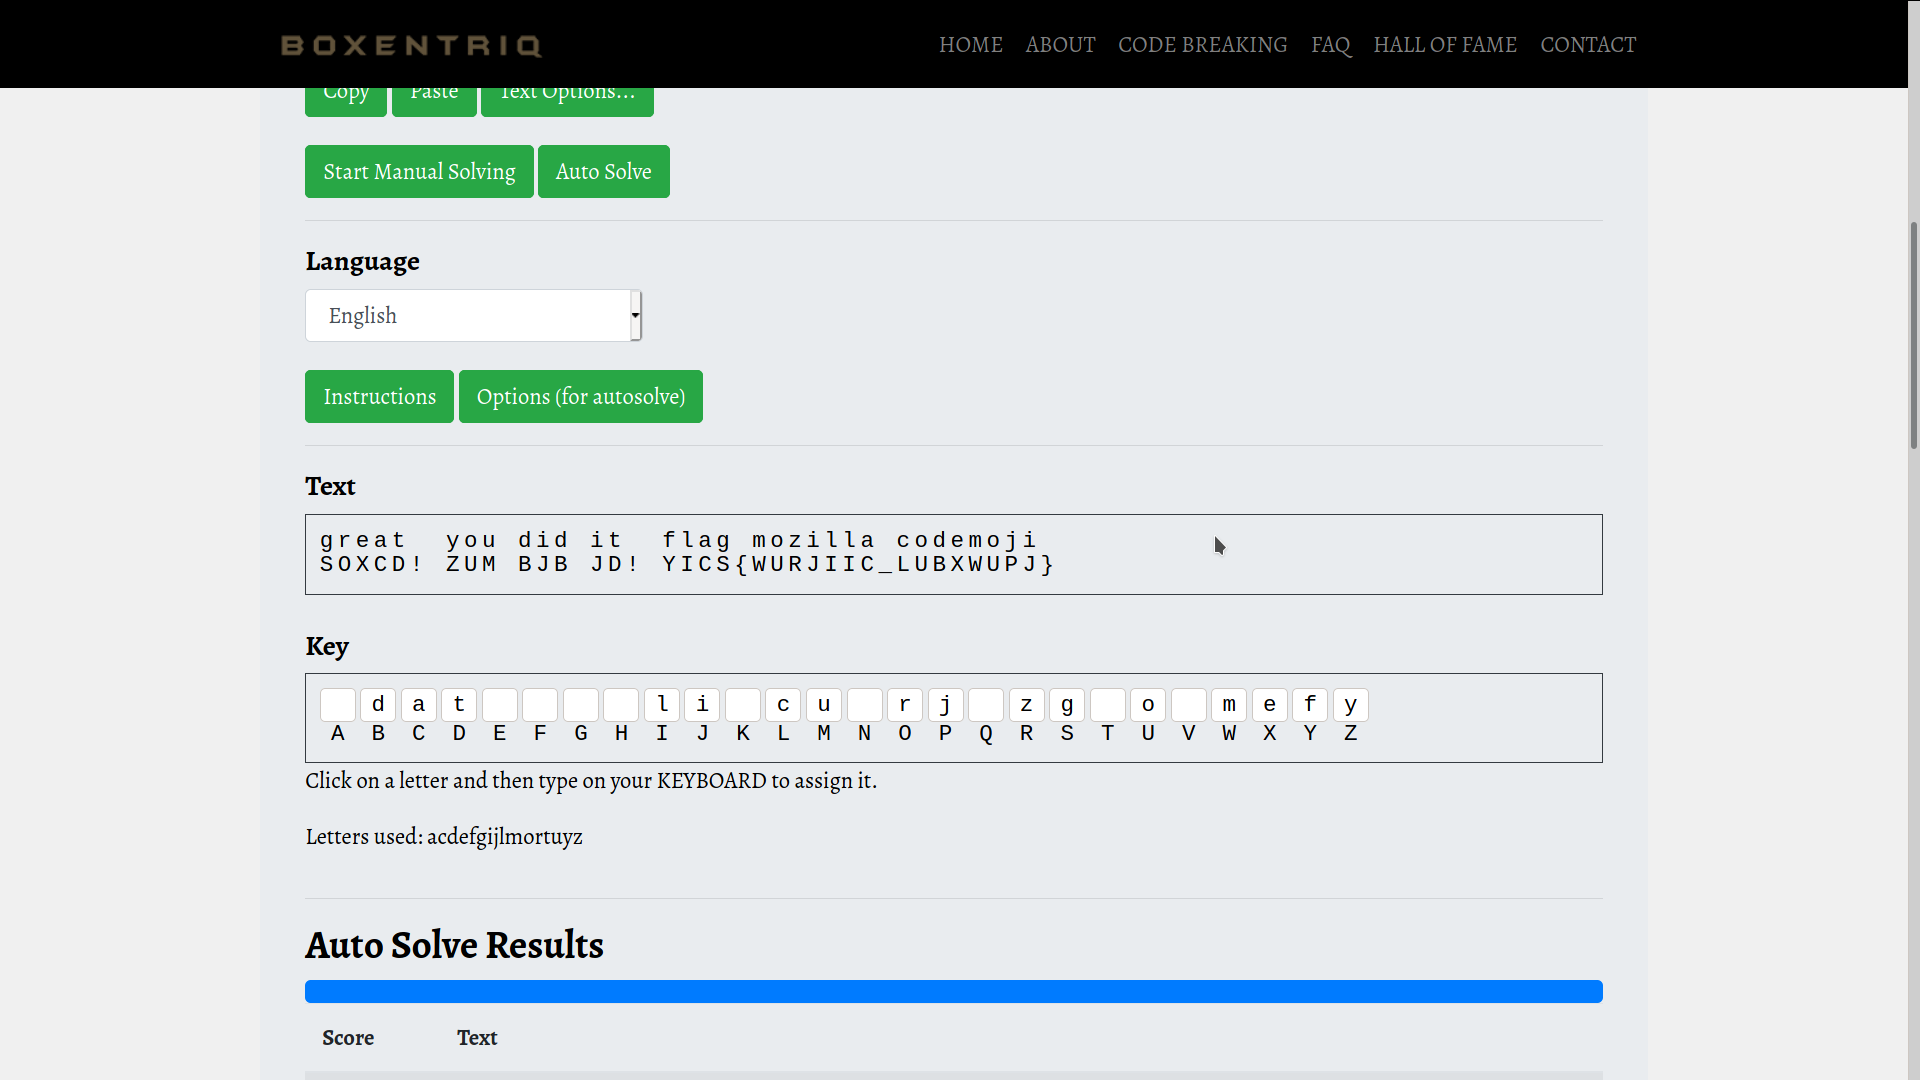 BOXENTRIQ HOME ABOUT CODE BREAKING FAQ HALL OF FAME CONTACT
Copy Paste Text Options...
Start Manual Solving Auto Solve
Language
English
Instructions Options (for autosolve)
Text
great you did it flag mozilla codemoji
SOXCD! ZUM BJB JD! YICS{WURJIIC_LUBXWUPJ}
Key
d a t l i c u r j z g o m e f y
A B C D E F G H I J K L M N O P Q R S T U V W X Y Z
Click on a letter and then type on your KEYBOARD to assign it.
Letters used: acdefgijlmortuyz
Auto Solve Results
Score Text